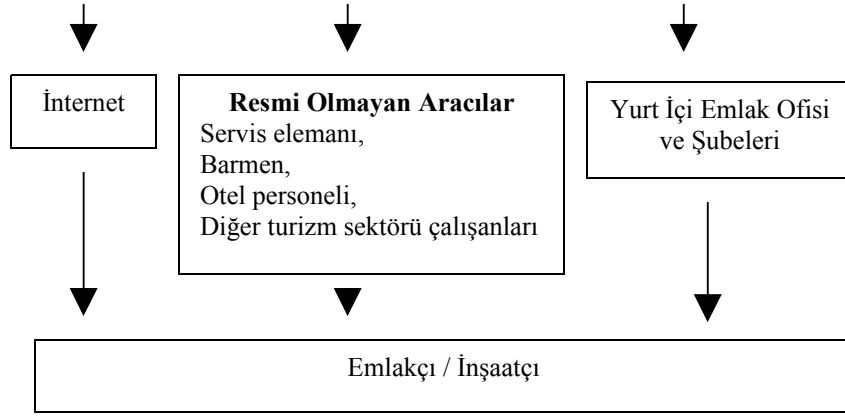 İnternet
Resmi Olmayan Aracılar
Servis elemanı,
Barmen,
Otel personeli,
Diğer turizm sektörü çalışanları
Yurt İçi Emlak Ofisi
ve Şubeleri
Emlakçı / İnşaatçı